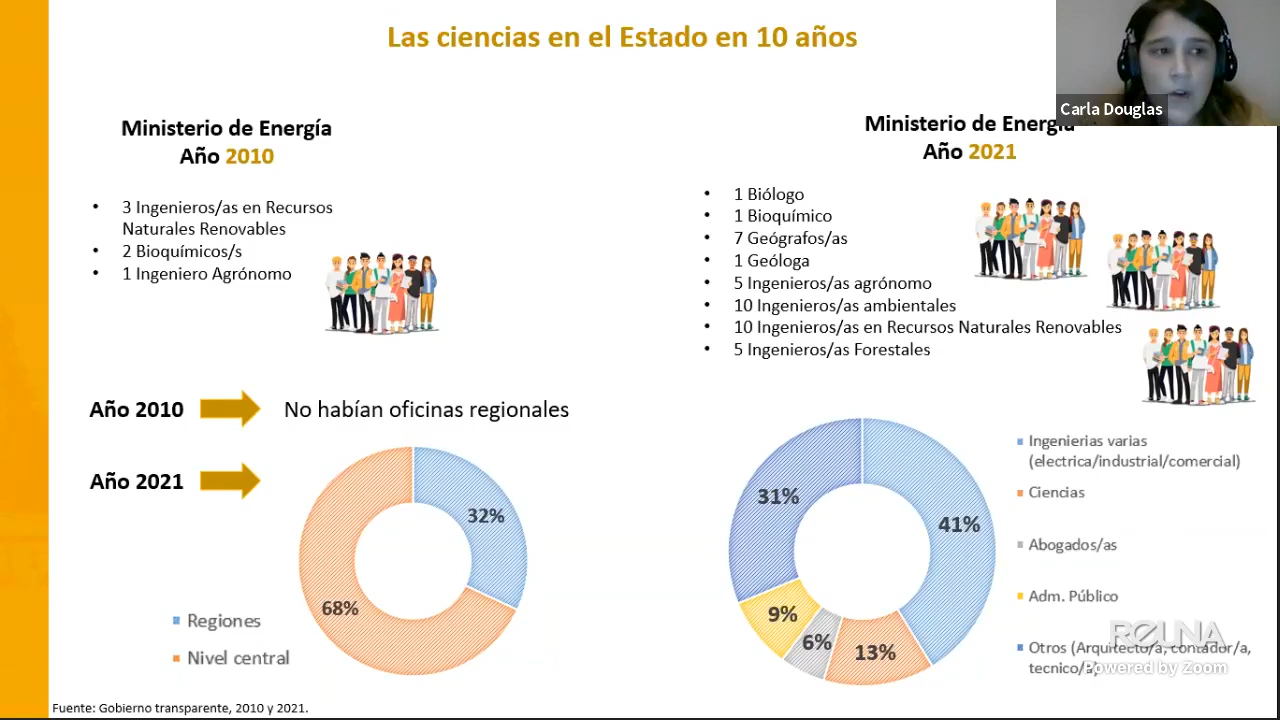 Las ciencias en el Estado en 10 años
Carla Douglas
Ministerio de Energía
Año 2010
• 3 Ingenieros/as en Recursos
Naturales Renovables
• 2 Bioquímicos/s
• 1 Ingeniero Agrónomo
Ministerio de Energía
Año 2021
• 1 Biólogo
• 1 Bioquímico
• 7 Geógrafos/as
• 1 Geóloga
• 5 Ingenieros/as agrónomo
• 10 Ingenieros/as ambientales
• 10 Ingenieros/as en Recursos Naturales Renovables
• 5 Ingenieros/as Forestales
Año 2010
No habían oficinas regionales
Año 2021
32%
68%
Regiones
Nivel central
31%
41%
9%
6%
13%
Ingenierias varias
(electrica/industrial/comercial)
Ciencias
Abogados/as
Adm. Público
Otros (Arquitecto/a, contador/a,
tecnico/a)
RELNA
Powered by Zoom
Fuente: Gobierno transparente, 2010 y 2021.